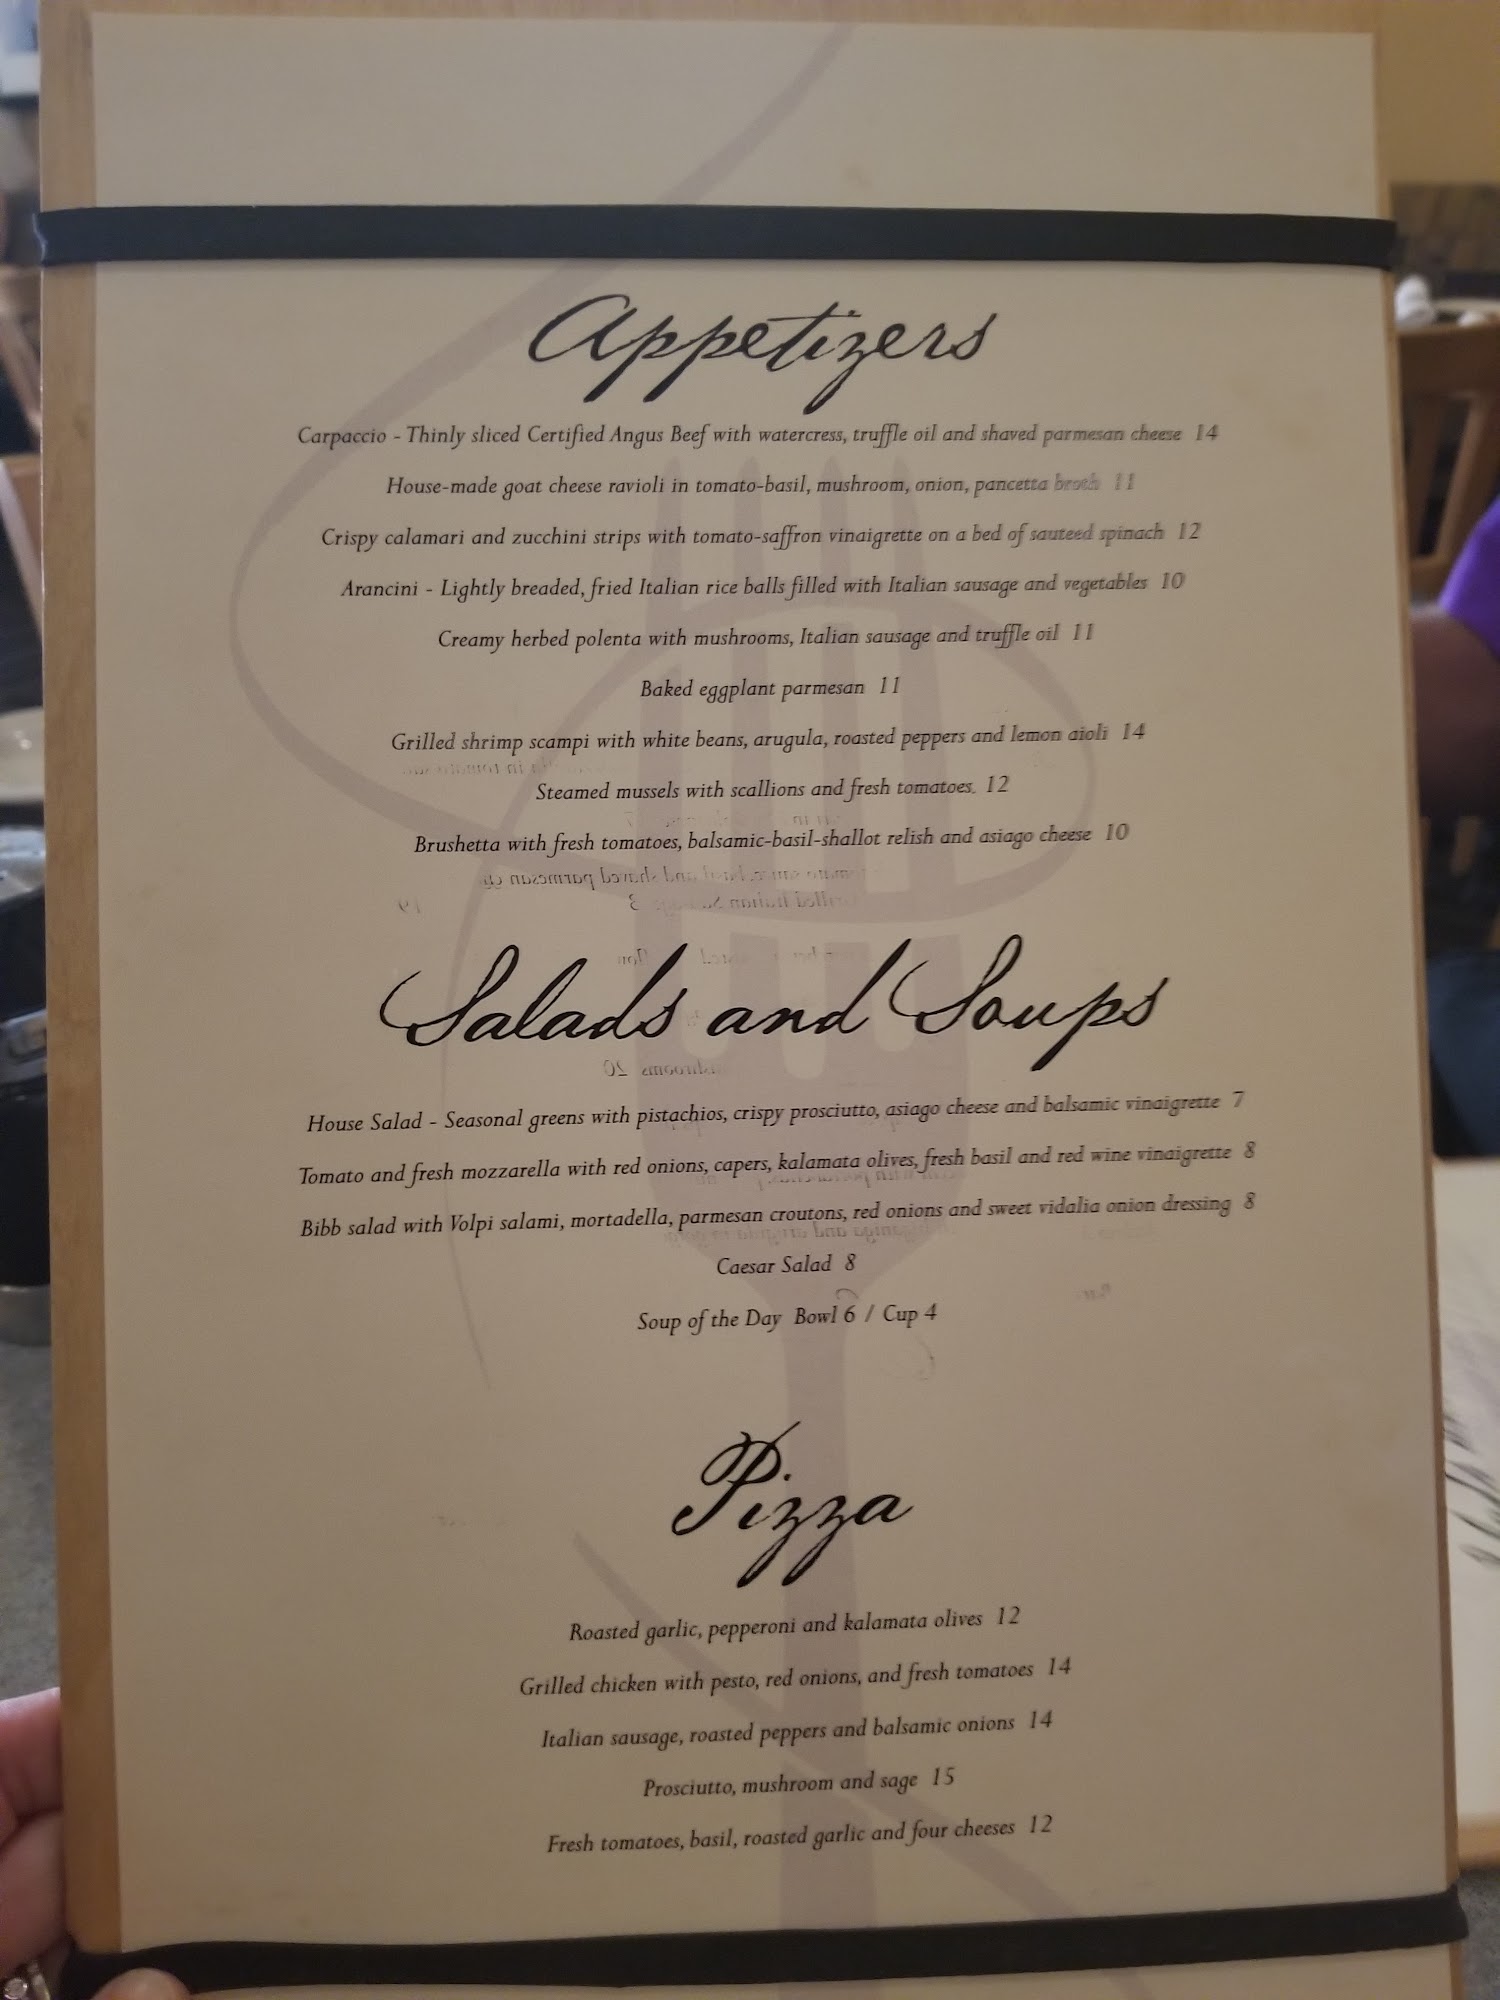 Appetizers
Carpaccio - Thinly sliced Certified Angus Beef with watercress, truffle oil and shaved parmesan cheese 14
House-made goat cheese ravioli in tomato-basil, mushroom, onion, pancetta broth 11
Crispy calamari and zucchini strips with tomato-saffron vinaigrette on a bed of sauteed spinach 12
Arancini - Lightly breaded, fried Italian rice balls filled with Italian sausage and vegetables 10
Creamy herbed polenta with mushrooms, Italian sausage and truffle oil 11
Baked eggplant parmesan 11
Grilled shrimp scampi with white beans, arugula, roasted peppers and lemon aioli 14
Steamed mussels with scallions and fresh tomatoes. 12
Brushetta with fresh tomatoes, balsamic-basil-shallot relish and asiago cheese 10
Salads and Soups
House Salad - Seasonal greens with pistachios, crispy prosciutto, asiago cheese and balsamic vinaigrette 7
Tomato and fresh mozzarella with red onions, capers, kalamata olives, fresh basil and red wine vinaigrette 8
Bibb salad with Volpi salami, mortadella, parmesan croutons, red onions and sweet vidalia onion dressing 8
Caesar Salad 8
Soup of the Day Bowl 6 / Cup 4
Pizza
Roasted garlic, pepperoni and kalamata olives 12
Grilled chicken with pesto, red onions, and fresh tomatoes 14
Italian sausage, roasted peppers and balsamic onions 14
Prosciutto, mushroom and sage 15
Fresh tomatoes, basil, roasted garlic and four cheeses 12